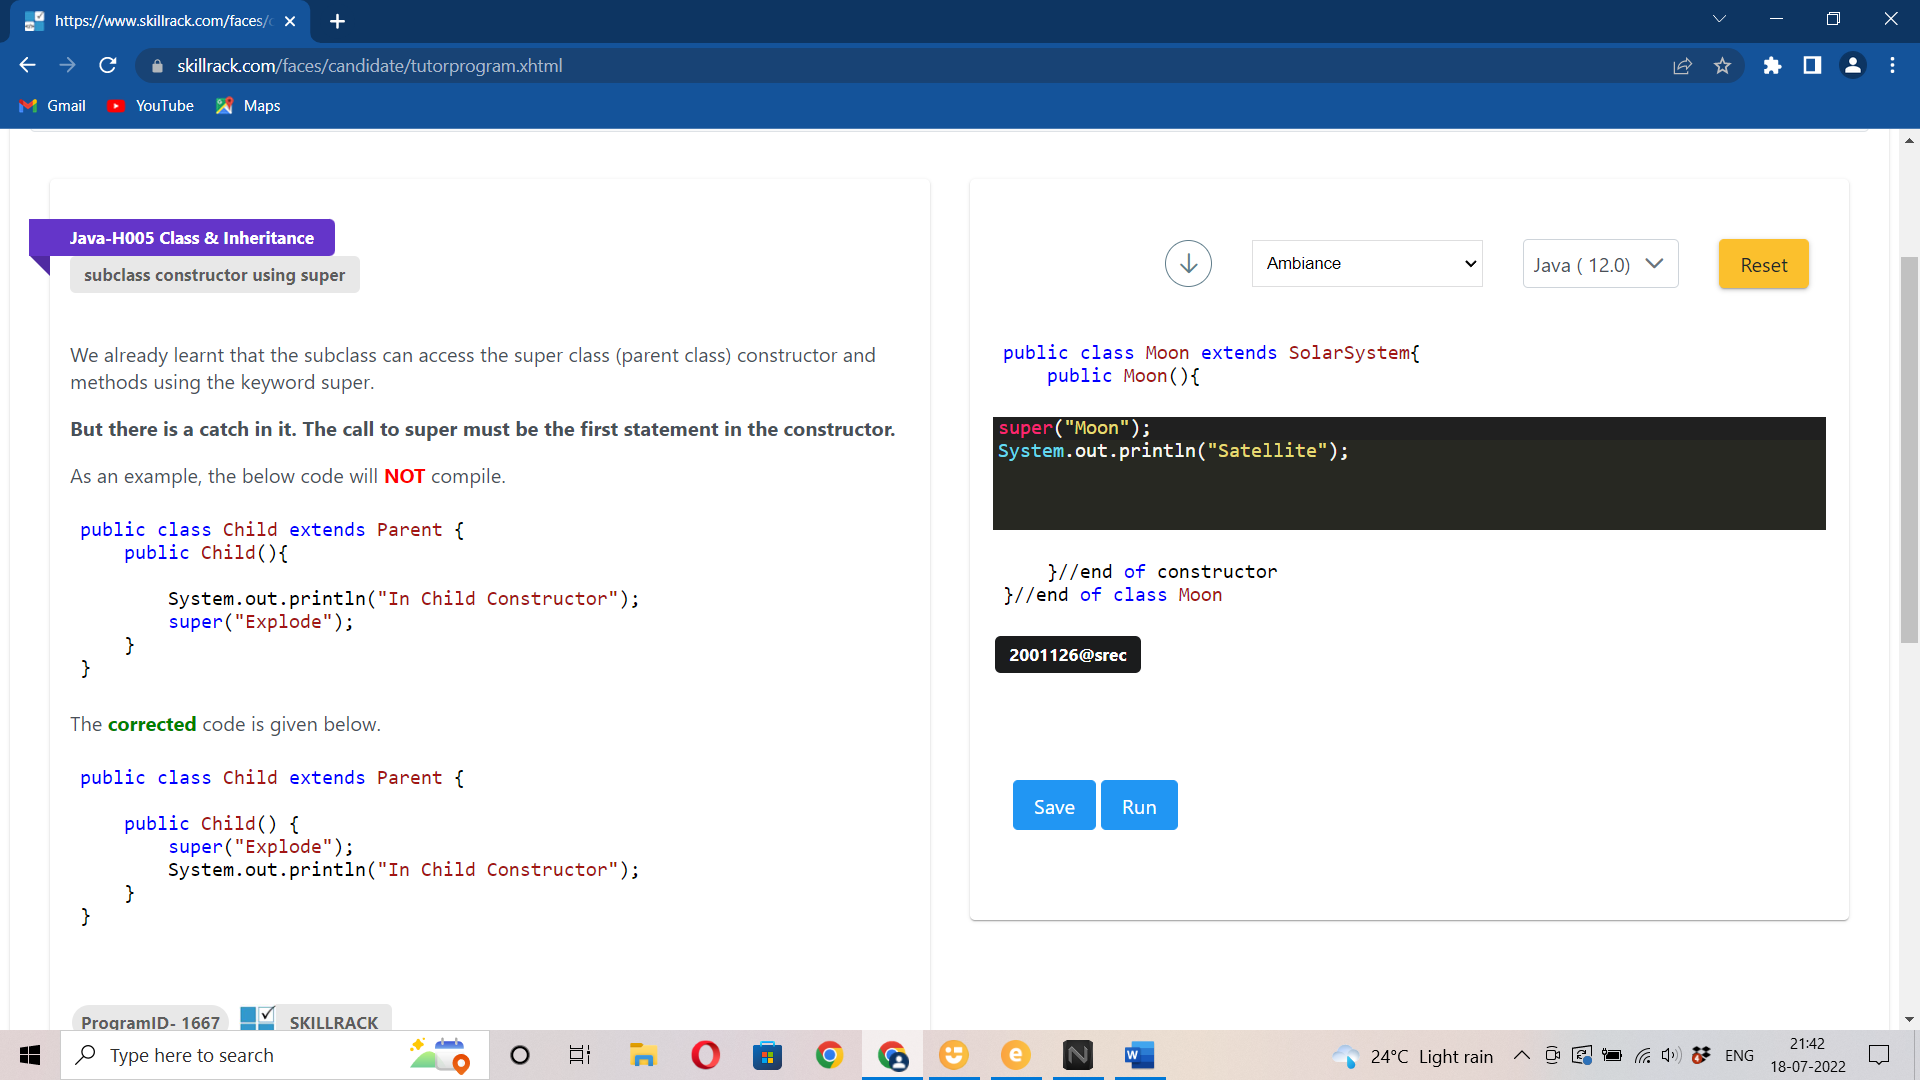 https://www.skillrack.com/faces/c
skillrack.com/faces/candidate/tutorprogram.xhtml
Gmail YouTube Maps
Java-H005 Class & Inheritance
subclass constructor using super
We already learnt that the subclass can access the super class (parent class) constructor and
methods using the keyword super.
But there is a catch in it. The call to super must be the first statement in the constructor.
As an example, the below code will NOT compile.
public class Child extends Parent {
public Child(){
System.out.println("In Child Constructor");
super("Explode");
}
}
The corrected code is given below.
public class Child extends Parent {
public Child() {
super("Explode");
System.out.println("In Child Constructor");
}
}
ProgramID- 1667 SKILLRACK
Ambiance Java ( 12.0) Reset
public class Moon extends SolarSystem{
public Moon(){
super("Moon");
System.out.println("Satellite");
}//end of constructor
}//end of class Moon
2001126@srec
Save Run
Type here to search
24°C Light rain
ENG
21:42
18-07-2022